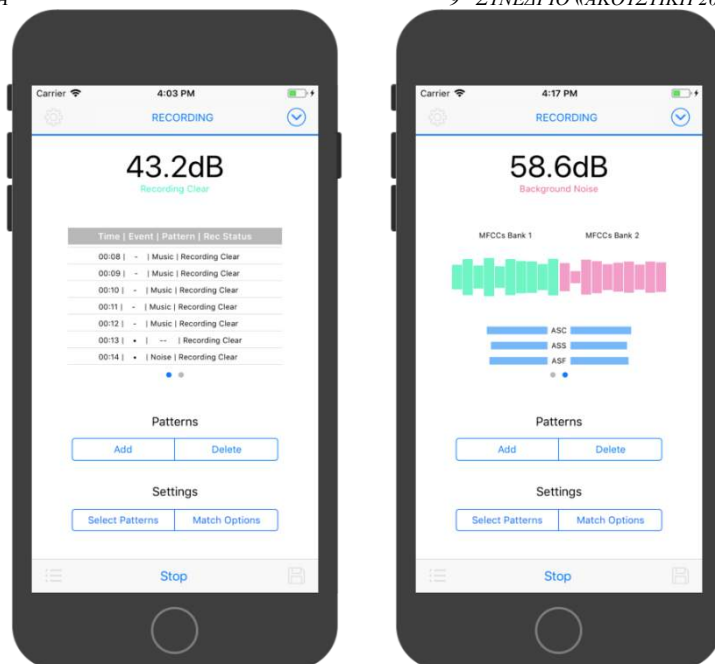 Carrier
4:03 PM
RECORDING
43.2dB
Recording Clear
Time | Event | Pattern | Rec Status
00:08 | - | Music | Recording Clear
00:09 | - | Music | Recording Clear
00:10 | - | Music | Recording Clear
00:11 | - | Music | Recording Clear
00:12 | - | Music | Recording Clear
00:13 | • | -- | Recording Clear
00:14 | • | Noise | Recording Clear
Patterns
Add Delete
Settings
Select Patterns Match Options
Stop
Carrier
4:17 PM
RECORDING
58.6dB
Background Noise
MFCCs Bank 1 MFCCs Bank 2
ASC
ASS
ASF
Patterns
Add Delete
Settings
Select Patterns Match Options
Stop